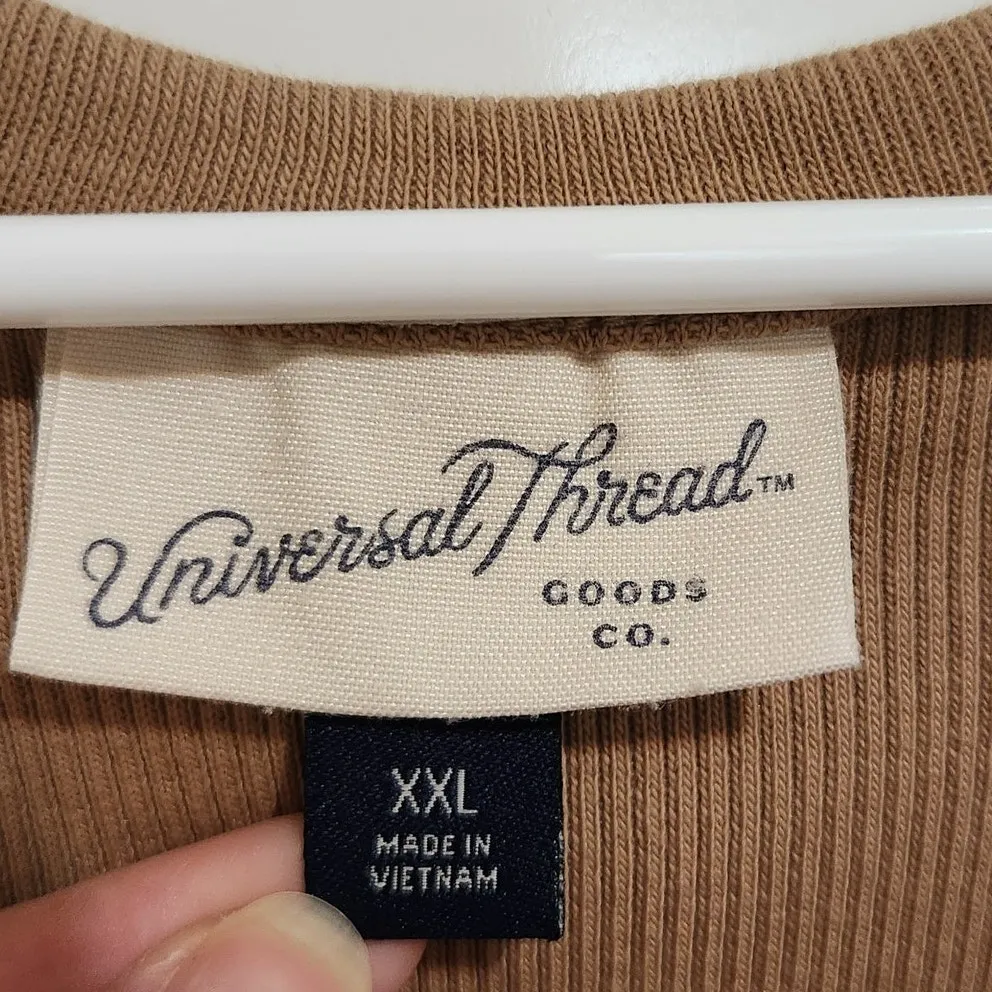 Universal Thread™
GOODS
CO.
XXL
MADE IN
VIETNAM